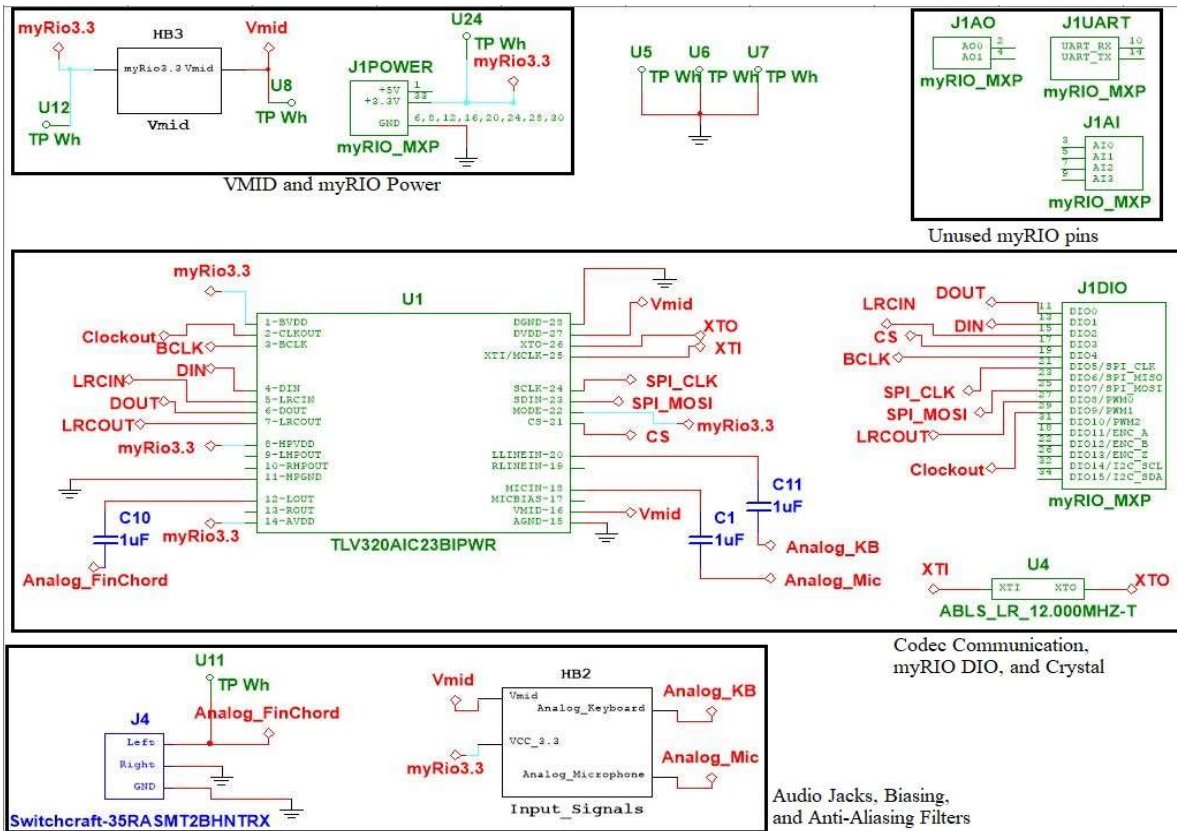 myRio3.3
HB3
Vmid
myRio3.3 Vmid
U12
TP Wh
Vmid
U8
TP Wh
U24
TP Wh
myRio3.3
J1POWER
+5V 1
+3.3V 33
GND 6,8,12,16,20,24,28,30
myRIO_MXP
VMID and myRIO Power
U5 U6 U7
TP Wh TP Wh TP Wh
J1AO
AO0 2
AO1 4
myRIO_MXP
J1UART
UART_RX 10
UART_TX 14
myRIO_MXP
J1AI
3 AI0
5 AI1
7 AI2
9 AI3
myRIO_MXP
Unused myRIO pins
myRio3.3
Clockout
BCLK
DIN
LRCIN
DOUT
LRCOUT
myRio3.3
C10
1uF
myRio3.3
Analog_FinChord
U1
1-BVDD
2-CLKOUT
3-BCLK
4-DIN
5-LRCIN
6-DOUT
7-LRCOUT
8-HPVDD
9-LHPOUT
10-RHPOUT
11-HPGND
12-LOUT
13-ROUT
14-AVDD
DGND-28
DVDD-27
XTO-26
XTI/MCLK-25
SCLK-24
SDIN-23
MODE-22
CS-21
LLINEIN-20
RLINEIN-19
MICIN-18
MICBIAS-17
VMID-16
AGND-15
TLV320AIC23BIPWR
Vmid
XTO
XTI
SPI_CLK
SPI_MOSI
myRio3.3
CS
C11
1uF
Vmid
C1
1uF
Analog_KB
Analog_Mic
J1DIO
DOUT
LRCIN
DIN
CS
BCLK
SPI_CLK
SPI_MOSI
LRCOUT
Clockout
11 DIO0
13 DIO1
15 DIO2
17 DIO3
19 DIO4
21 DIO5/SPI_CLK
23 DIO6/SPI_MISO
25 DIO7/SPI_MOSI
27 DIO8/PWM0
29 DIO9/PWM1
31 DIO10/PWM2
18 DIO11/ENC_A
22 DIO12/ENC_B
26 DIO13/ENC_Z
32 DIO14/I2C_SCL
34 DIO15/I2C_SDA
myRIO_MXP
XTI
U4
XTI XTO
XTO
ABLS_LR_12.000MHZ-T
Codec Communication,
myRIO DIO, and Crystal
U11
TP Wh
Analog_FinChord
J4
Left
Right
GND
Switchcraft-35RASMT2BHNTRX
HB2
Vmid
myRio3.3
Vmid
Analog_Keyboard
VCC_3.3
Analog_Microphone
Input_Signals
Analog_KB
Analog_Mic
Audio Jacks, Biasing,
and Anti-Aliasing Filters